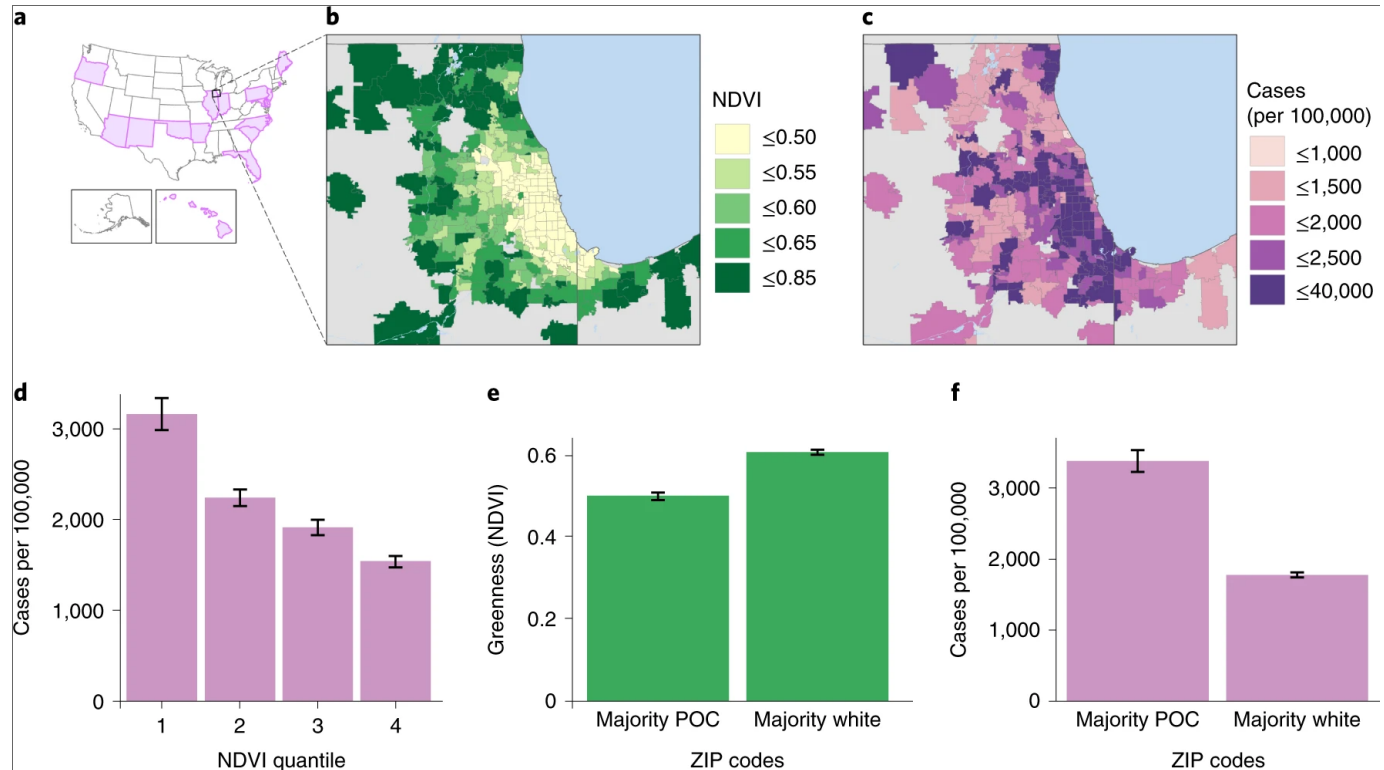 a
b
c
NDVI
≤0.50
≤0.55
≤0.60
≤0.65
≤0.85
Cases
(per 100,000)
≤1,000
≤1,500
≤2,000
≤2,500
≤40,000
d
Cases per 100,000
3,000
2,000
1,000
0
1
2
3
4
NDVI quantile
e
Greenness (NDVI)
0.6
0.4
0.2
0
Majority POC
Majority white
ZIP codes
f
Cases per 100,000
3,000
2,000
1,000
0
Majority POC
Majority white
ZIP codes